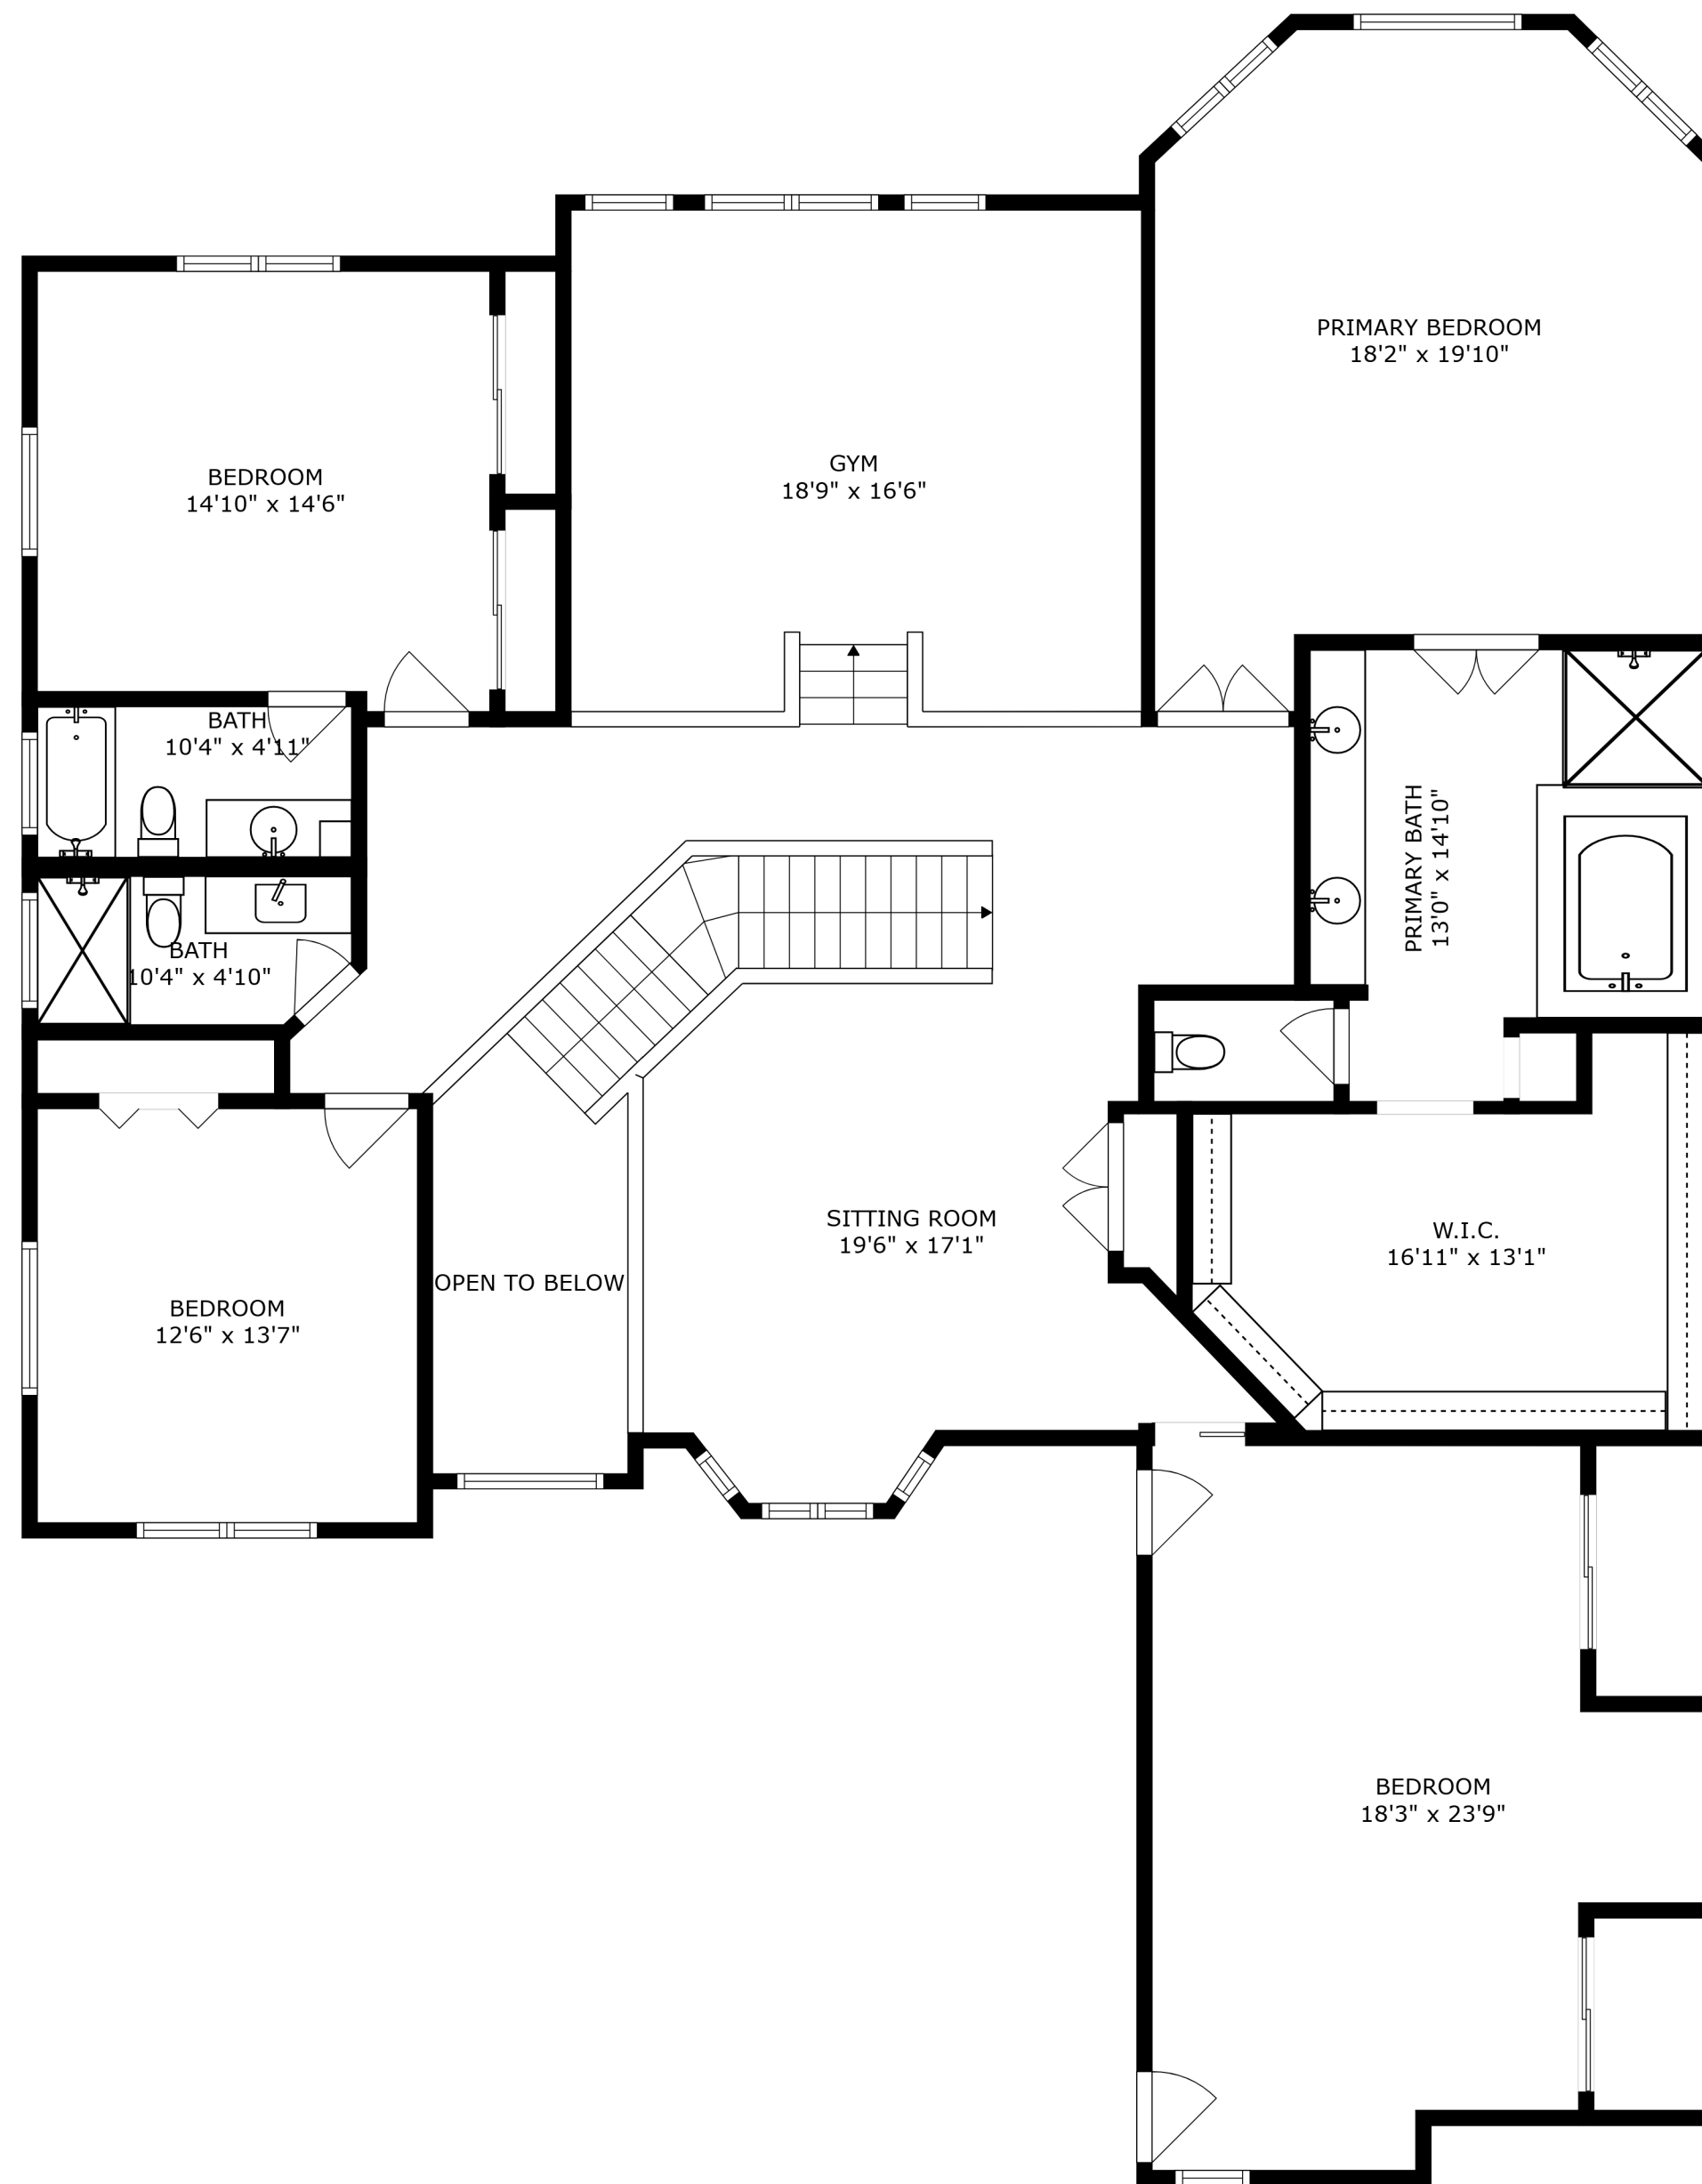 PRIMARY BEDROOM
18'2" x 19'10"
GYM
18'9" x 16'6"
BEDROOM
14'10" x 14'6"
BATH
10'4" x 4'11"
PRIMARY BATH
13'0" x 14'10"
BATH
10'4" x 4'10"
SITTING ROOM
19'6" x 17'1"
W.I.C.
16'11" x 13'1"
OPEN TO BELOW
BEDROOM
12'6" x 13'7"
BEDROOM
18'3" x 23'9"